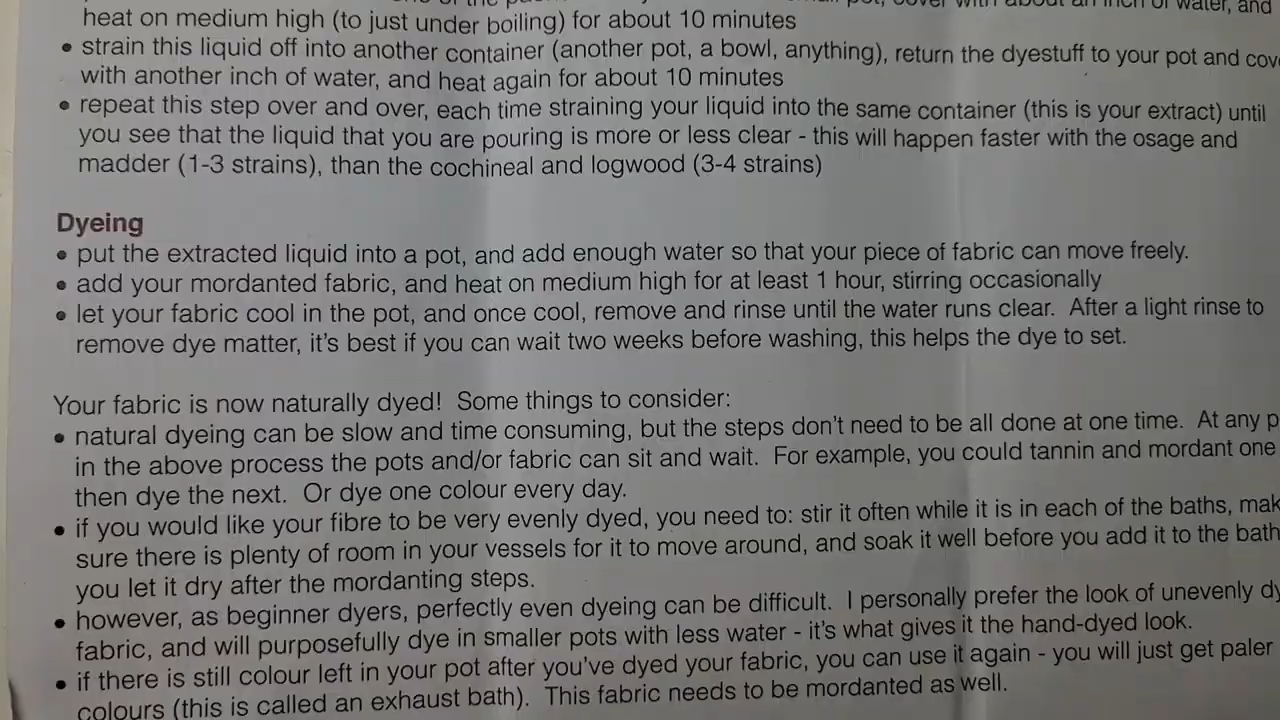 heat on medium high (to just under boiling) for about 10 minutes
• strain this liquid off into another container (another pot, a bowl, anything), return the dyestuff to your pot and cov
with another inch of water, and heat again for about 10 minutes
• repeat this step over and over, each time straining your liquid into the same container (this is your extract) until
you see that the liquid that you are pouring is more or less clear - this will happen faster with the osage and
madder (1-3 strains), than the cochineal and logwood (3-4 strains)
Dyeing
• put the extracted liquid into a pot, and add enough water so that your piece of fabric can move freely.
• add your mordanted fabric, and heat on medium high for at least 1 hour, stirring occasionally
• let your fabric cool in the pot, and once cool, remove and rinse until the water runs clear.  After a light rinse to
remove dye matter, it's best if you can wait two weeks before washing, this helps the dye to set.
Your fabric is now naturally dyed!  Some things to consider:
• natural dyeing can be slow and time consuming, but the steps don't need to be all done at one time.  At any p
in the above process the pots and/or fabric can sit and wait.  For example, you could tannin and mordant one
then dye the next.  Or dye one colour every day.
• if you would like your fibre to be very evenly dyed, you need to: stir it often while it is in each of the baths, mak
sure there is plenty of room in your vessels for it to move around, and soak it well before you add it to the bath
you let it dry after the mordanting steps.
• however, as beginner dyers, perfectly even dyeing can be difficult.  I personally prefer the look of unevenly dy
fabric, and will purposefully dye in smaller pots with less water - it's what gives it the hand-dyed look.
• if there is still colour left in your pot after you've dyed your fabric, you can use it again - you will just get paler
colours (this is called an exhaust bath).  This fabric needs to be mordanted as well.